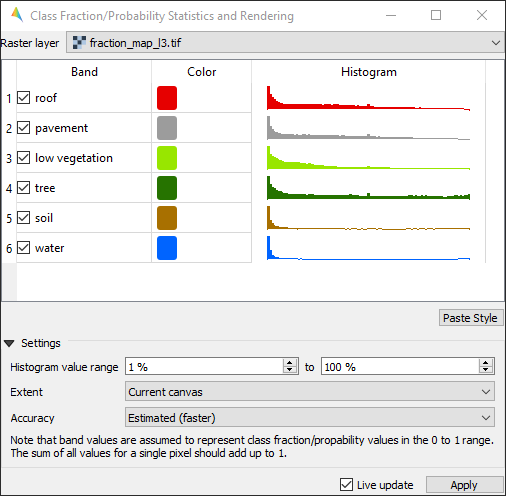 Class Fraction/Probability Statistics and Rendering
Raster layer fraction_map_l3.tif
Band Color Histogram
1 roof
2 pavement
3 low vegetation
4 tree
5 soil
6 water
Paste Style
Settings
Histogram value range 1 % to 100 %
Extent Current canvas
Accuracy Estimated (faster)
Note that band values are assumed to represent class fraction/propability values in the 0 to 1 range.
The sum of all values for a single pixel should add up to 1.
Live update Apply